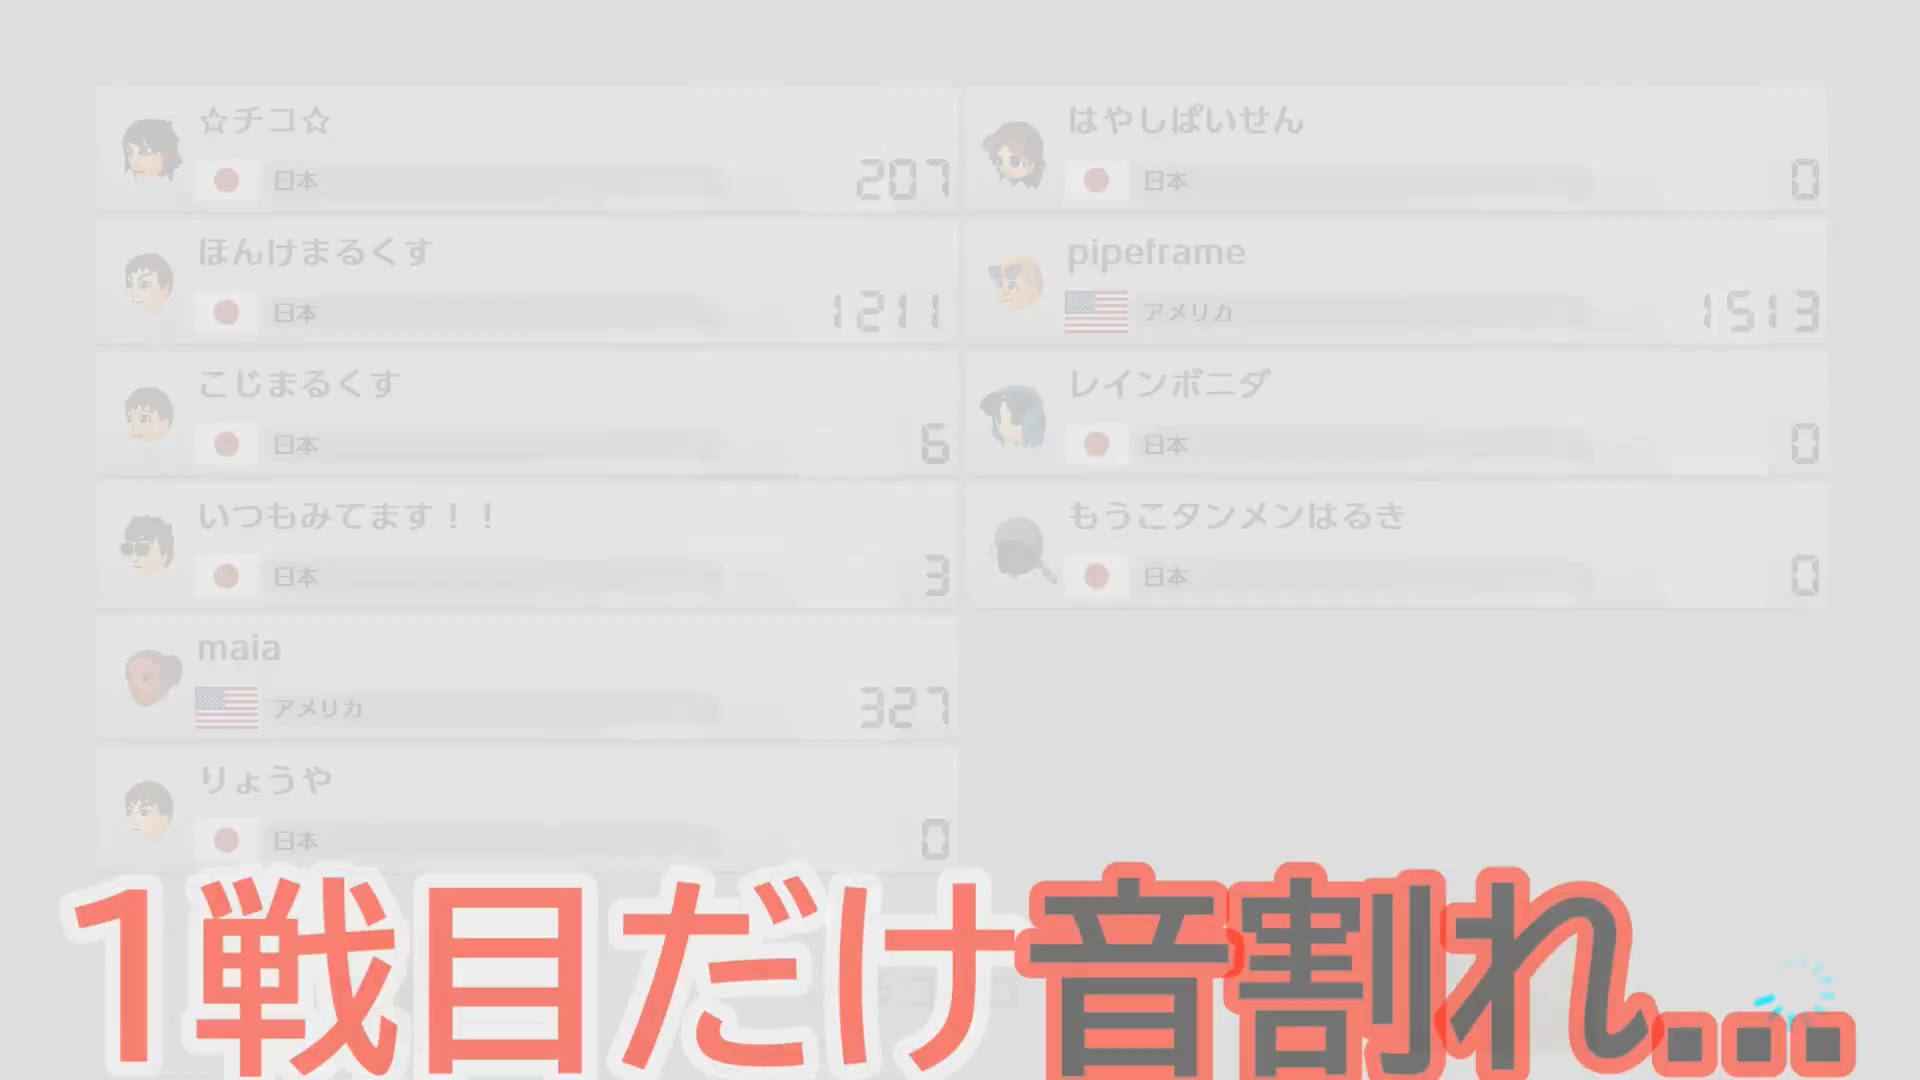 ☆チコ☆
日本
207
ほんけまるくす
日本
1211
こじまるくす
日本
6
いつもみてます！！
日本
3
maia
アメリカ
327
りょうや
日本
0
はやしぱいせん
日本
0
pipeframe
アメリカ
1513
レインボニダ
日本
0
もうこタンメンはるき
日本
0
1戦目だけ音割れ...